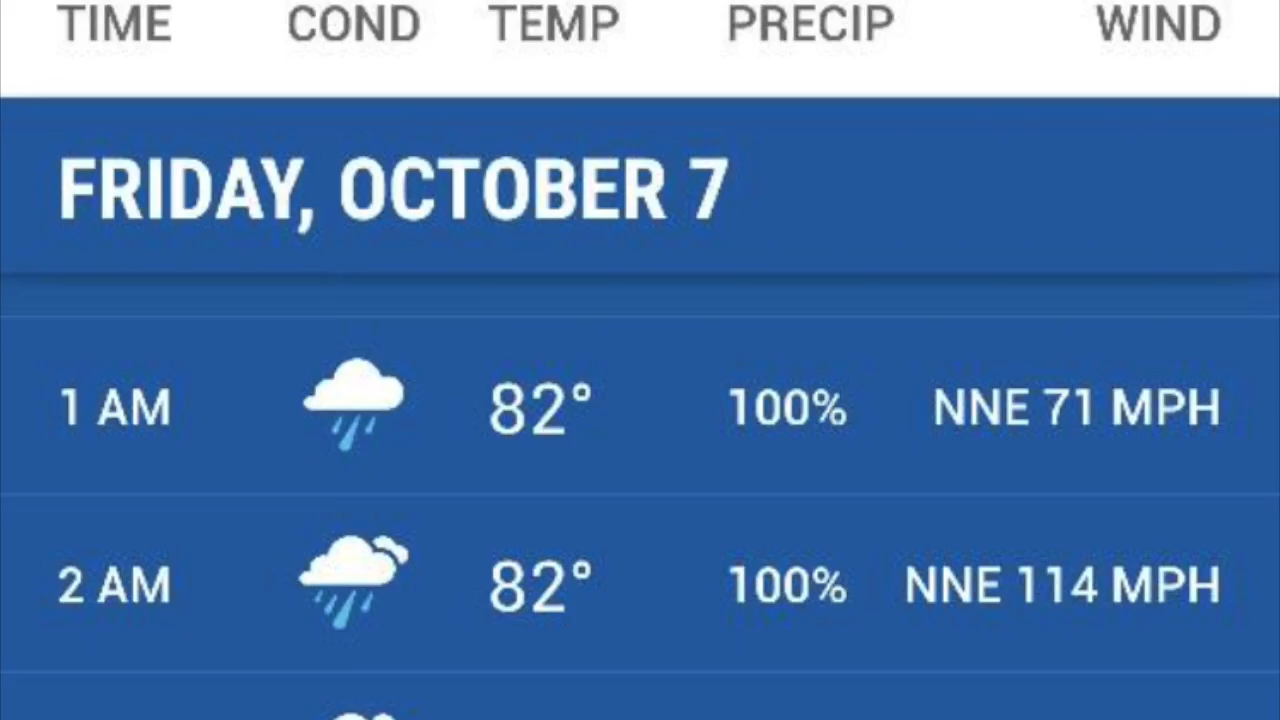 TIME COND TEMP PRECIP WIND
FRIDAY, OCTOBER 7
1 AM 82° 100% NNE 71 MPH
2 AM 82° 100% NNE 114 MPH